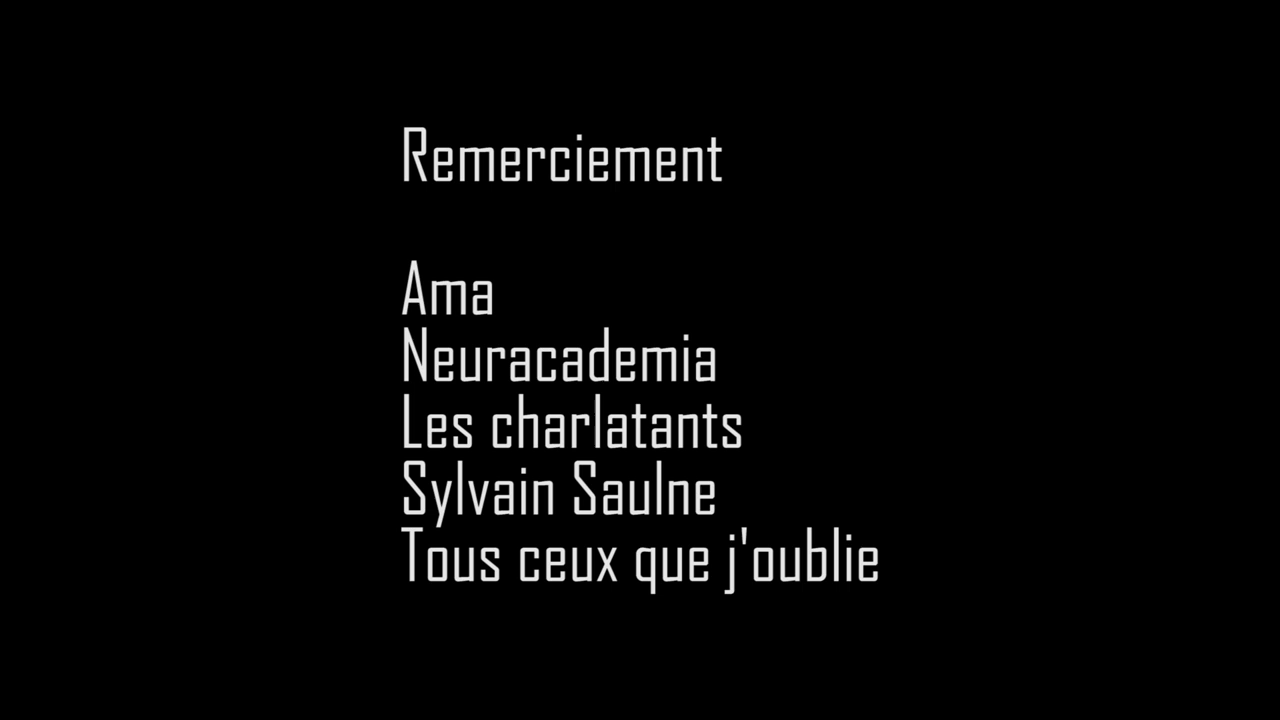 Remerciement
Ama
Neuracademia
Les charlatants
Sylvain Saulne
Tous ceux que j'oublie